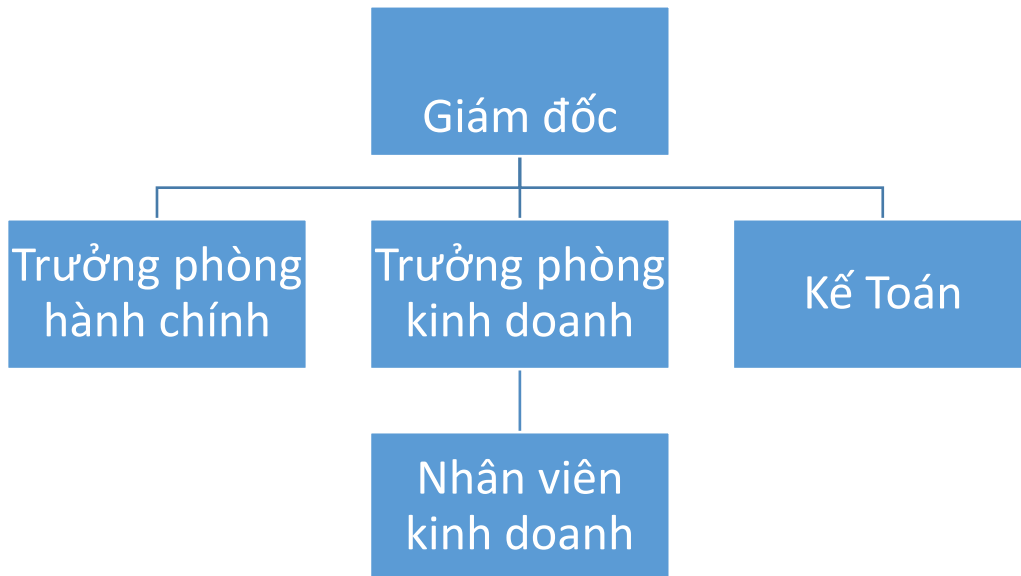 Giám đốc
Trưởng phòng
hành chính
Trưởng phòng
kinh doanh
Kế Toán
Nhân viên
kinh doanh